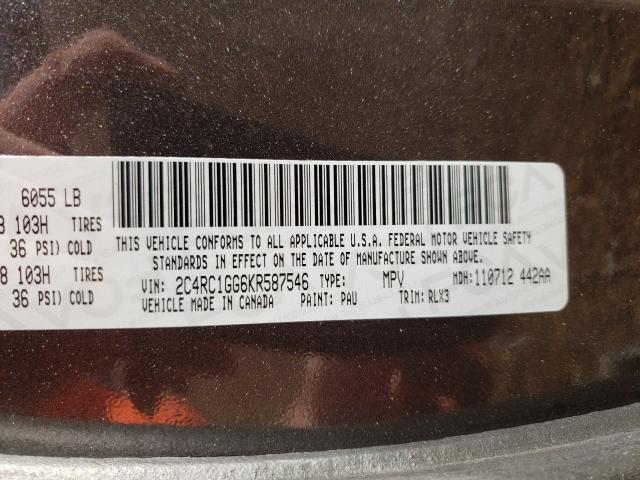 6055 LB
103H TIRES
36 PSI) COLD
8 103H TIRES
36 PSI) COLD
THIS VEHICLE CONFORMS TO ALL APPLICABLE U.S.A. FEDERAL MOTOR VEHICLE SAFETY
STANDARDS IN EFFECT ON THE DATE OF MANUFACTURE SHOWN ABOVE.
VIN: 2C4RC1GG6KR587546 TYPE: MPV MDH:110712 442AA
VEHICLE MADE IN CANADA PAINT: PAU TRIM: RLX3